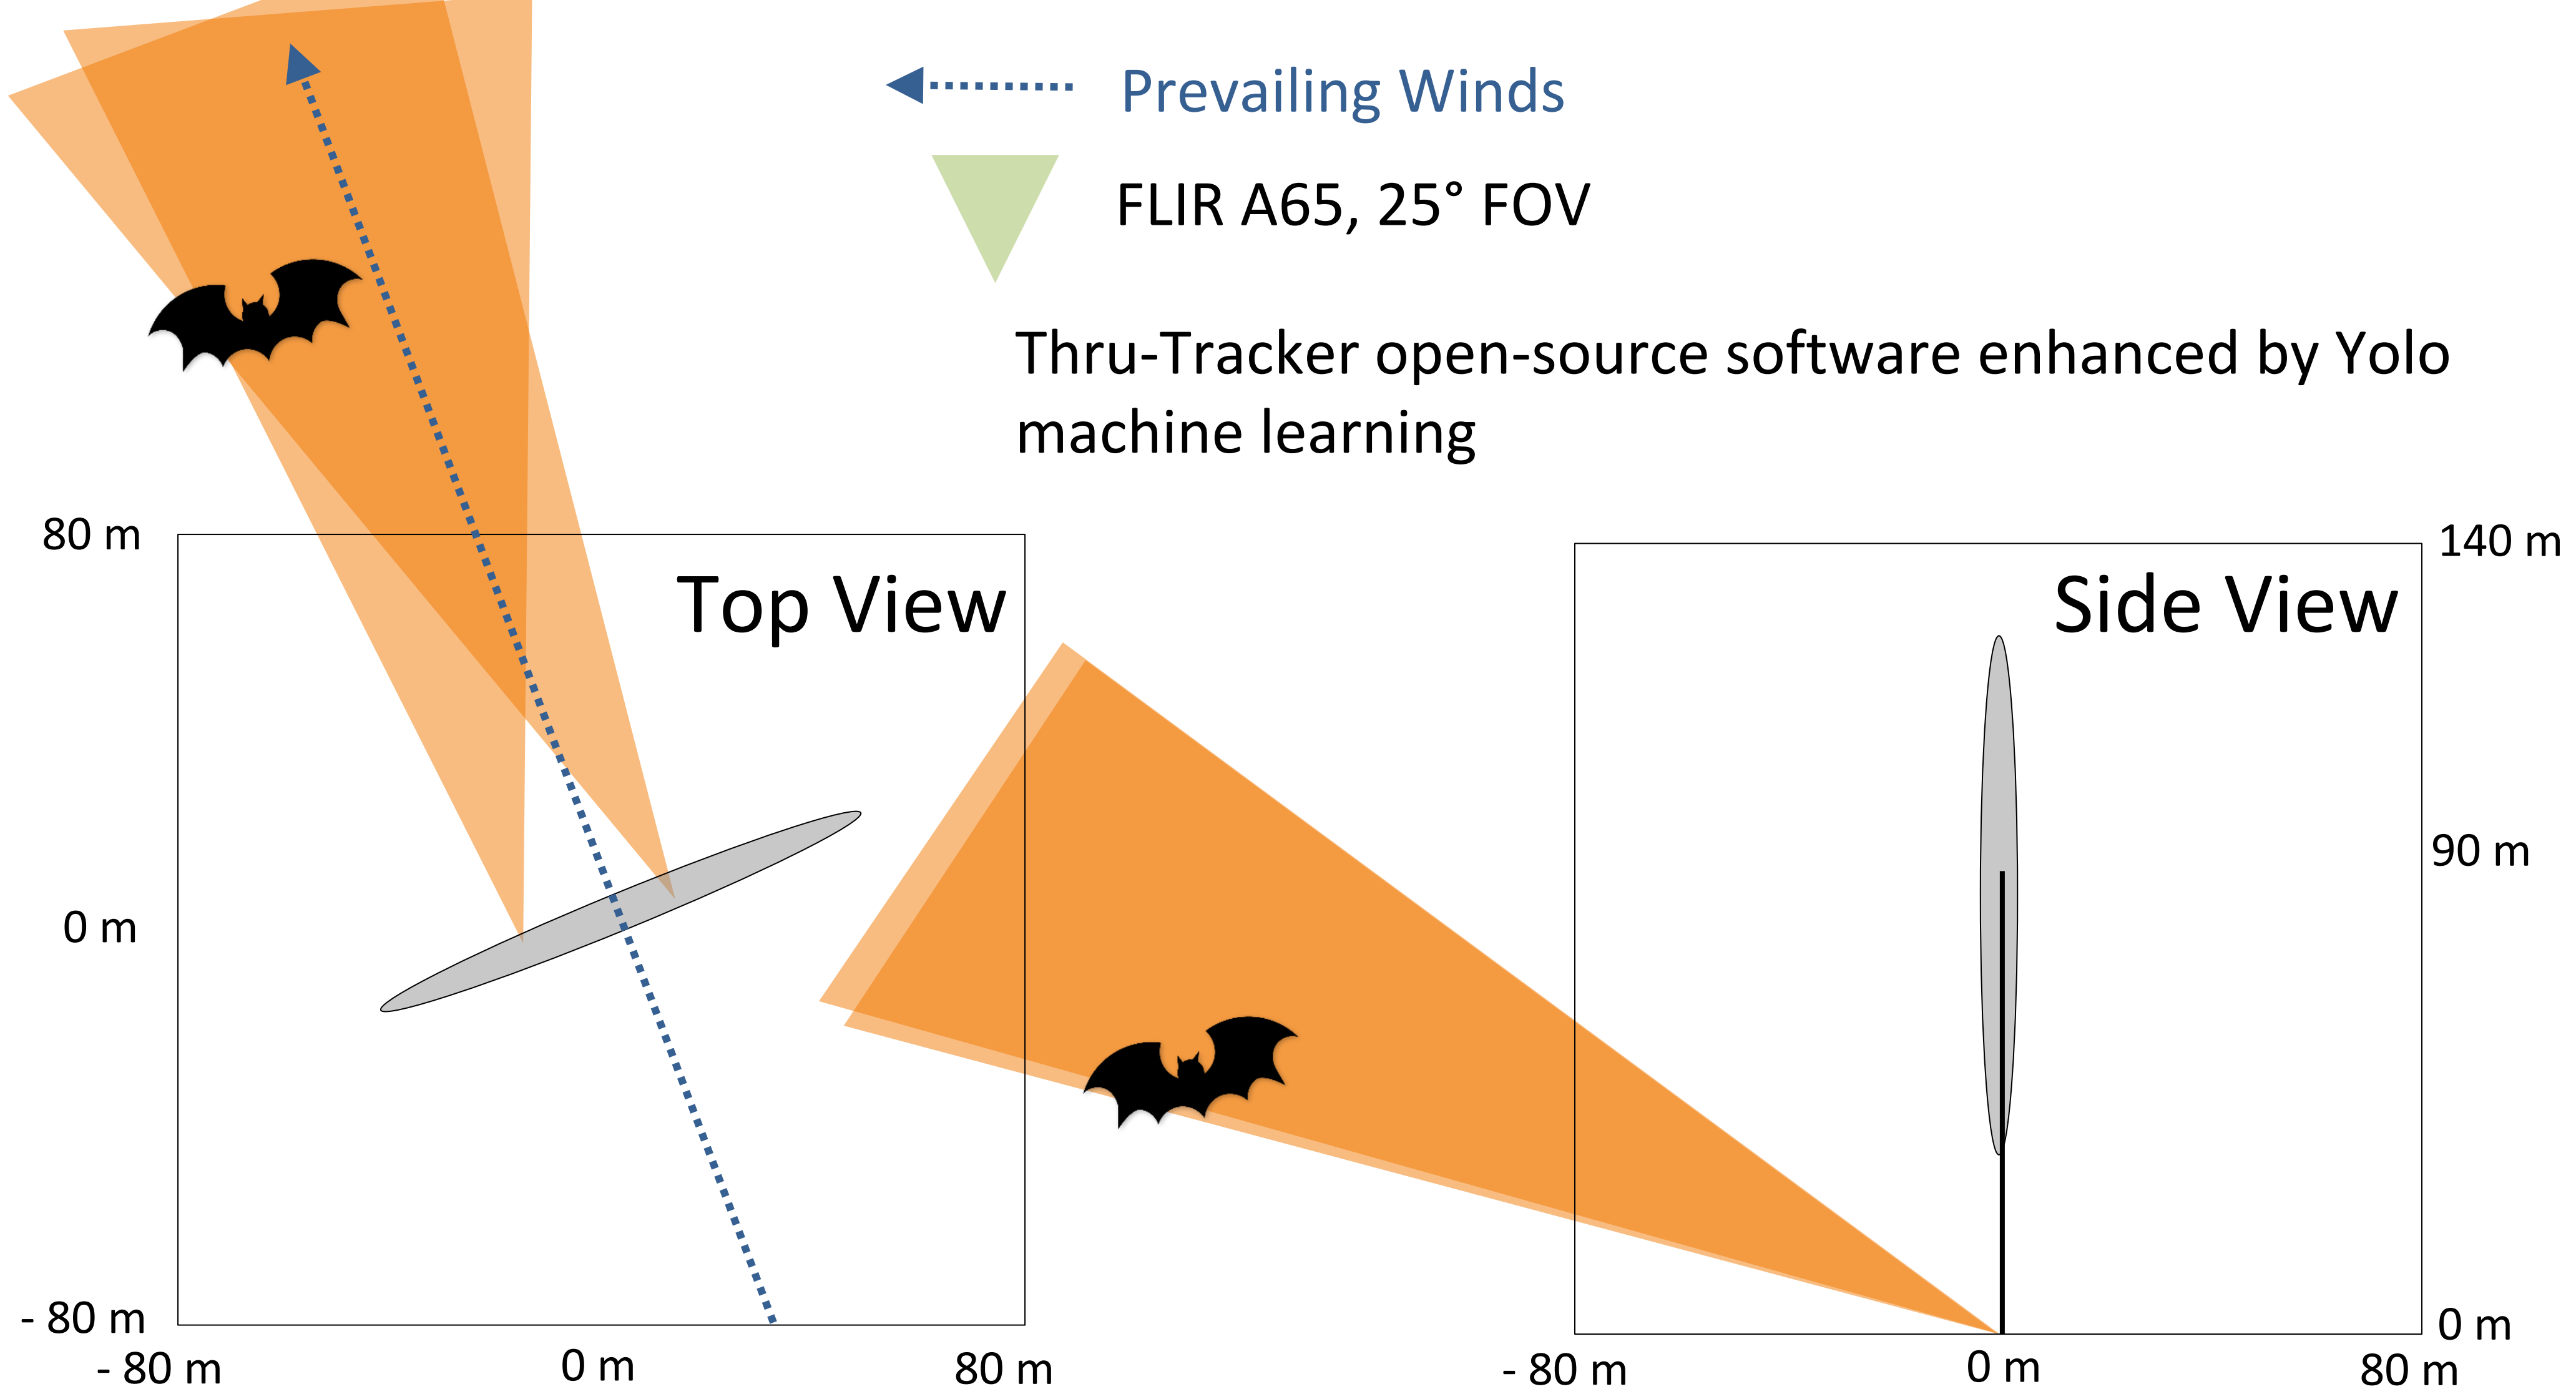 Prevailing Winds
FLIR A65, 25° FOV
Thru-Tracker open-source software enhanced by Yolo
machine learning
80 m
Top View
0 m
- 80 m
- 80 m
0 m
80 m
140 m
Side View
90 m
0 m
- 80 m
0 m
80 m